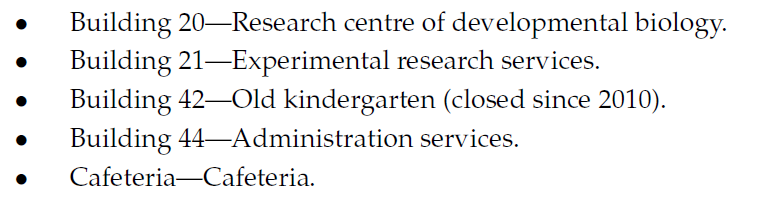 • Building 20—Research centre of developmental biology.
• Building 21—Experimental research services.
• Building 42—Old kindergarten (closed since 2010).
• Building 44—Administration services.
• Cafeteria—Cafeteria.